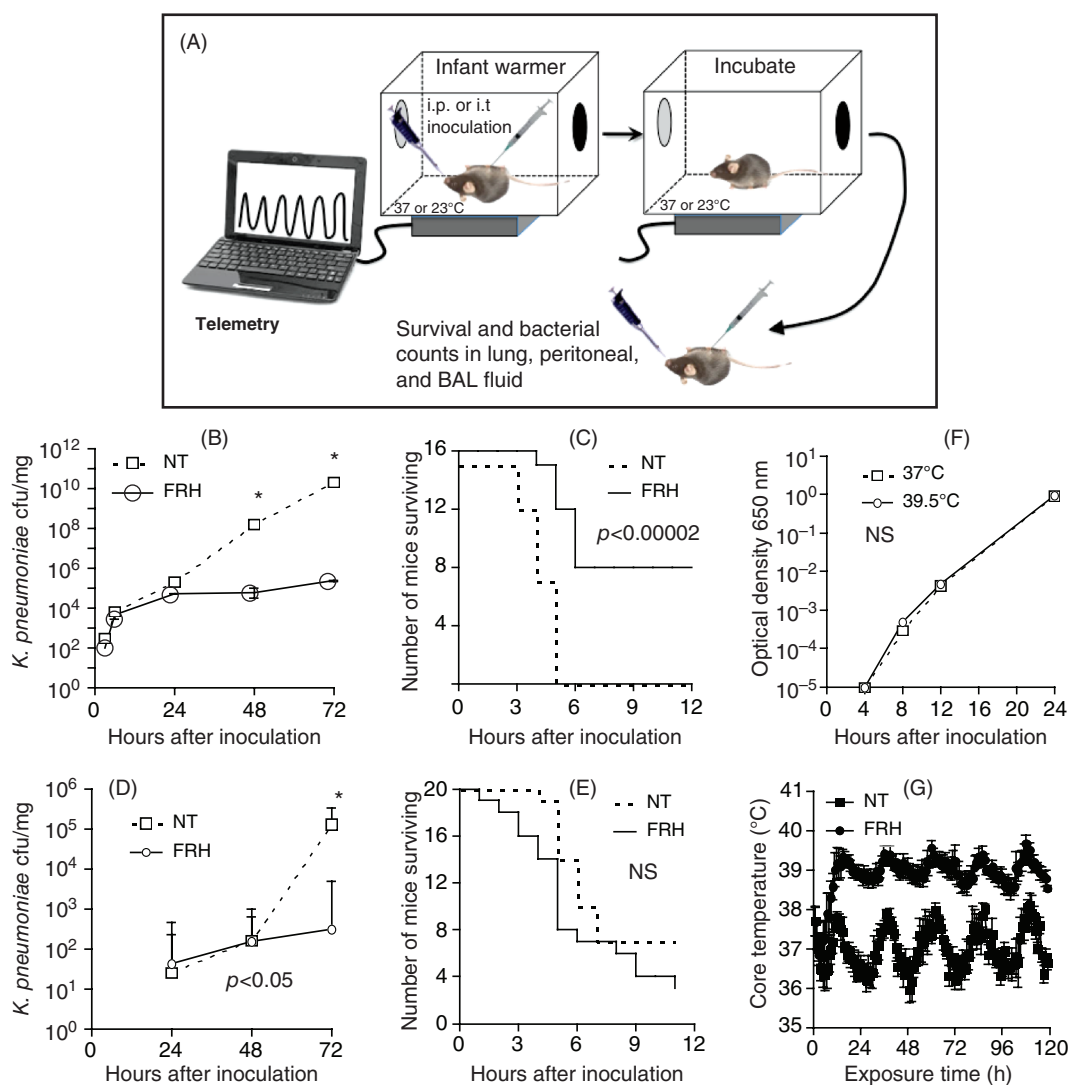 (A)
Infant warmer
Incubate
i.p. or i.t
inoculation
37 or 23°C
37 or 23°C
Telemetry
Survival and bacterial
counts in lung, peritoneal,
and BAL fluid
(B)
K. pneumoniae cfu/mg
10^12
10^10
10^8
10^6
10^4
10^2
10^0
NT
FRH
*
*
0 24 48 72
Hours after inoculation
(C)
Number of mice surviving
16
12
8
4
NT
FRH
p<0.00002
0 3 6 9 12
Hours after inoculation
(F)
Optical density 650 nm
10^1
10^0
10^−1
10^−2
10^−3
10^−4
10^−5
37°C
39.5°C
NS
0 4 8 12 16 20 24
Hours after inoculation
(D)
K. pneumoniae cfu/mg
10^6
10^5
10^4
10^3
10^2
10^1
10^0
NT
FRH
*
p<0.05
0 24 48 72
Hours after inoculation
(E)
Number of mice surviving
20
16
12
8
4
0
NT
FRH
NS
0 3 6 9 12
Hours after inoculation
(G)
Core temperature (°C)
41
40
39
38
37
36
35
NT
FRH
0 24 48 72 96 120
Exposure time (h)